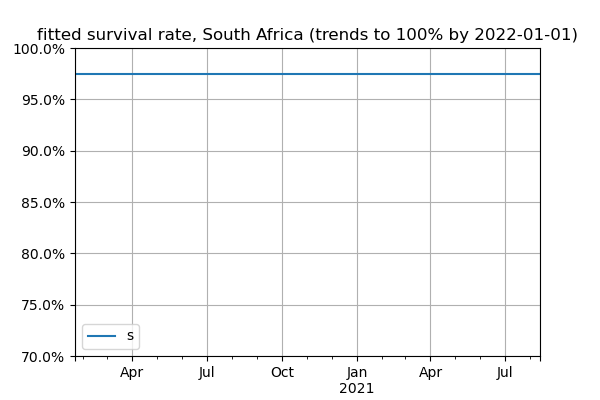 fitted survival rate, South Africa (trends to 100% by 2022-01-01)
100.0%
95.0%
90.0%
85.0%
80.0%
75.0%
70.0%
s
Apr Jul Oct Jan Apr Jul
2021